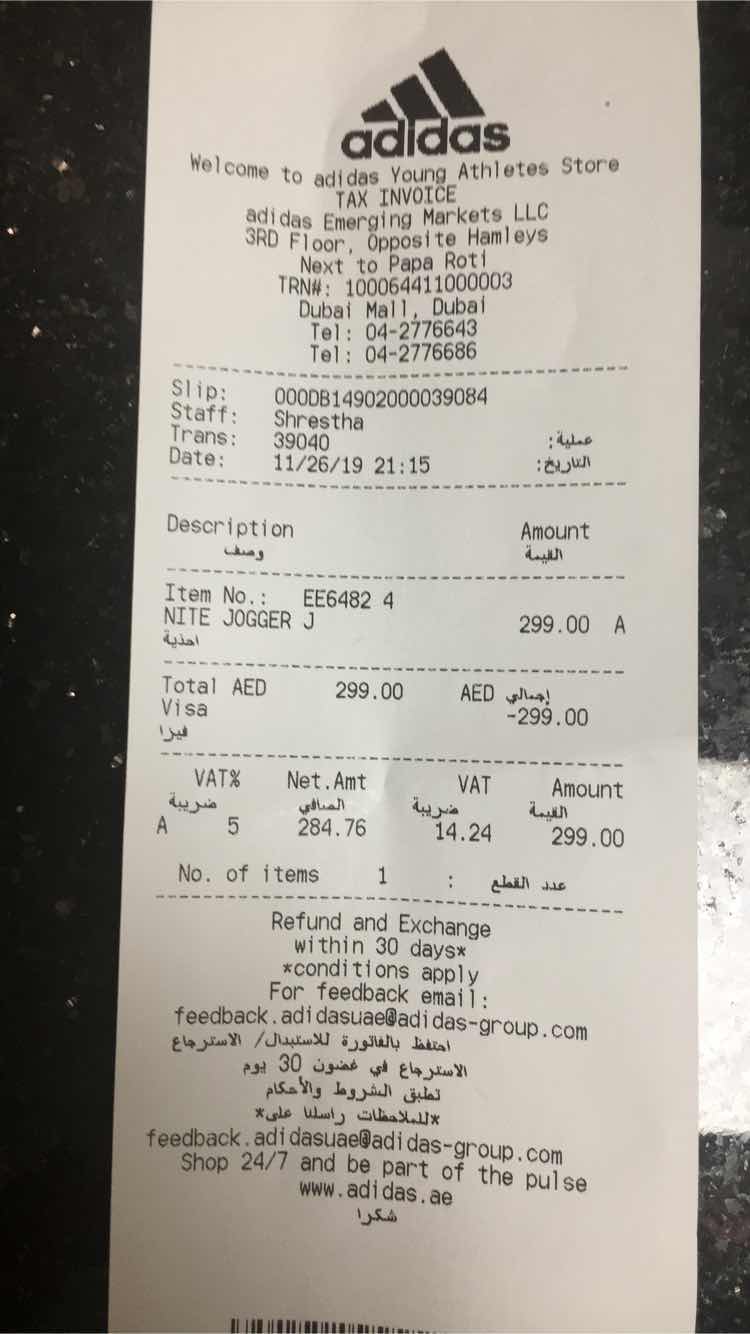 adidas
Welcome to adidas Young Athletes Store
TAX INVOICE
adidas Emerging Markets LLC
3RD Floor, Opposite Hamleys
Next to Papa Roti
TRN#: 100064411000003
Dubai Mall, Dubai
Tel: 04-2776643
Tel: 04-2776686
Slip: 000DB14902000039084
Staff: Shrestha
Trans: 39040 عملية:
Date: 11/26/19 21:15 التاريخ:
Description Amount
وصف القيمة
Item No.: EE6482 4
NITE JOGGER J 299.00 A
احذية
Total AED 299.00 AED إجمالي
Visa -299.00
فيزا
VAT% Net.Amt VAT Amount
ضريبة الصافي ضريبة القيمة
A 5 284.76 14.24 299.00
No. of items 1 : عدد القطع
Refund and Exchange
within 30 days*
*conditions apply
For feedback email:
feedback.adidasuae@adidas-group.com
احتفظ بالفاتورة للاستبدال/ الاسترجاع
الاسترجاع في غضون 30 يوم
تطبق الشروط والأحكام
*للملاحظات راسلنا على*
feedback.adidasuae@adidas-group.com
Shop 24/7 and be part of the pulse
www.adidas.ae
شكرا